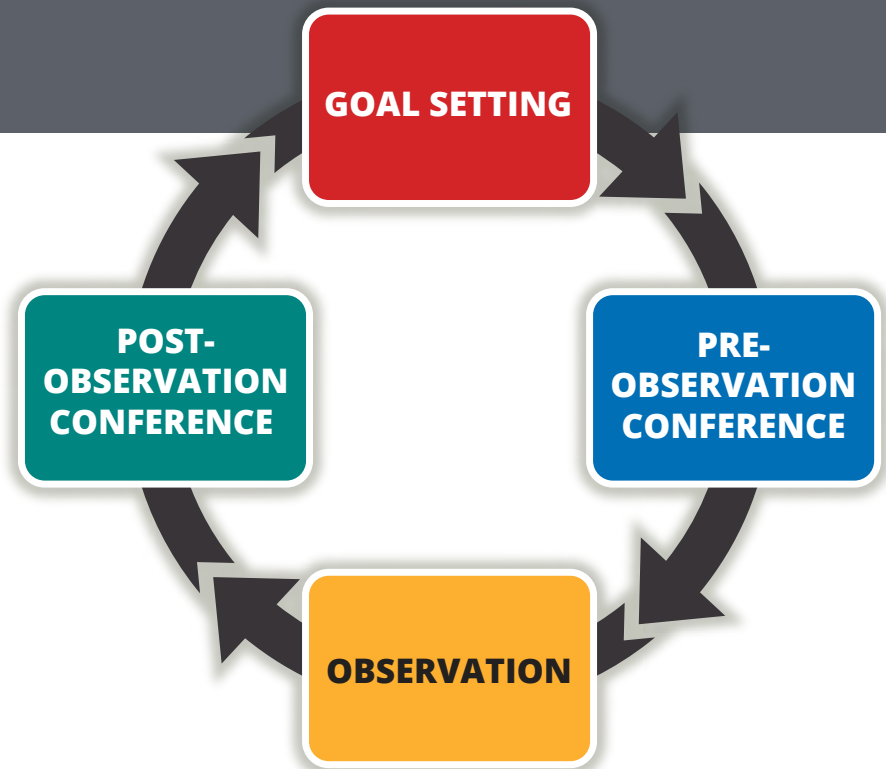 GOAL SETTING
PRE-
OBSERVATION
CONFERENCE
OBSERVATION
POST-
OBSERVATION
CONFERENCE